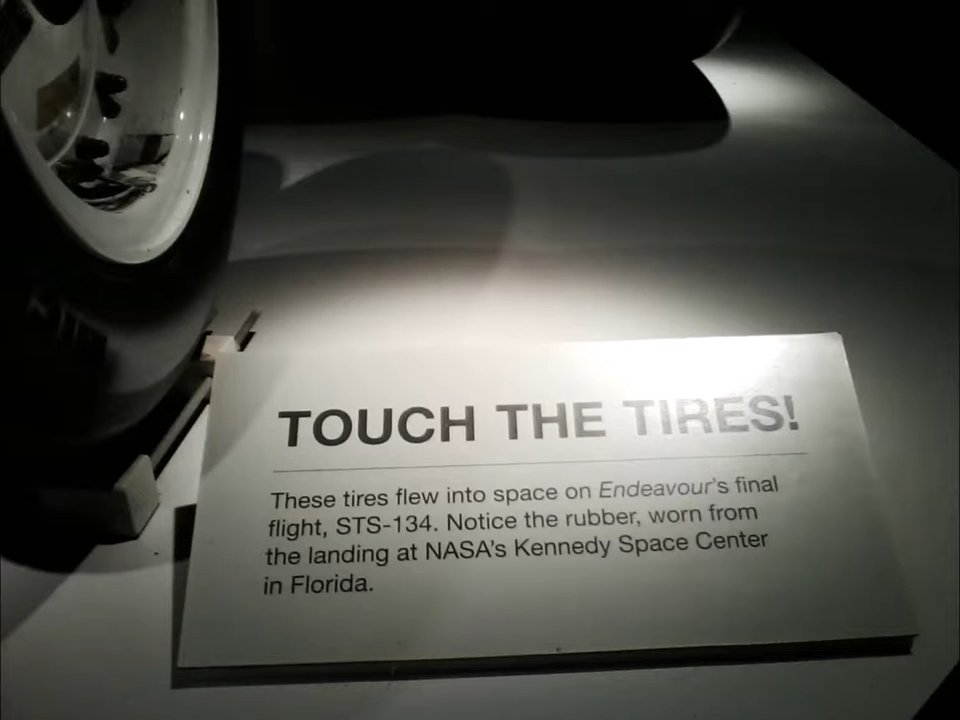 TOUCH THE TIRES!
These tires flew into space on Endeavour's final
flight, STS-134. Notice the rubber, worn from
the landing at NASA's Kennedy Space Center
in Florida.